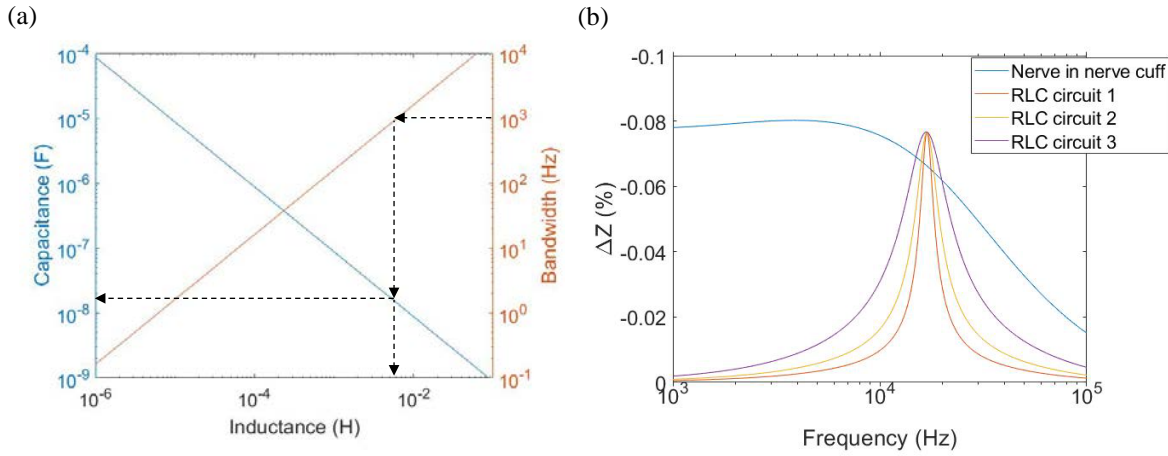 (a)
10^-4
10^-5
10^-6
10^-7
10^-8
10^-9
Capacitance (F)
10^4
10^3
10^2
10^1
10^0
10^-1
Bandwidth (Hz)
10^-6
10^-4
10^-2
Inductance (H)
(b)
-0.1
-0.08
-0.06
-0.04
-0.02
0
ΔZ (%)
Nerve in nerve cuff
RLC circuit 1
RLC circuit 2
RLC circuit 3
10^3
10^4
10^5
Frequency (Hz)